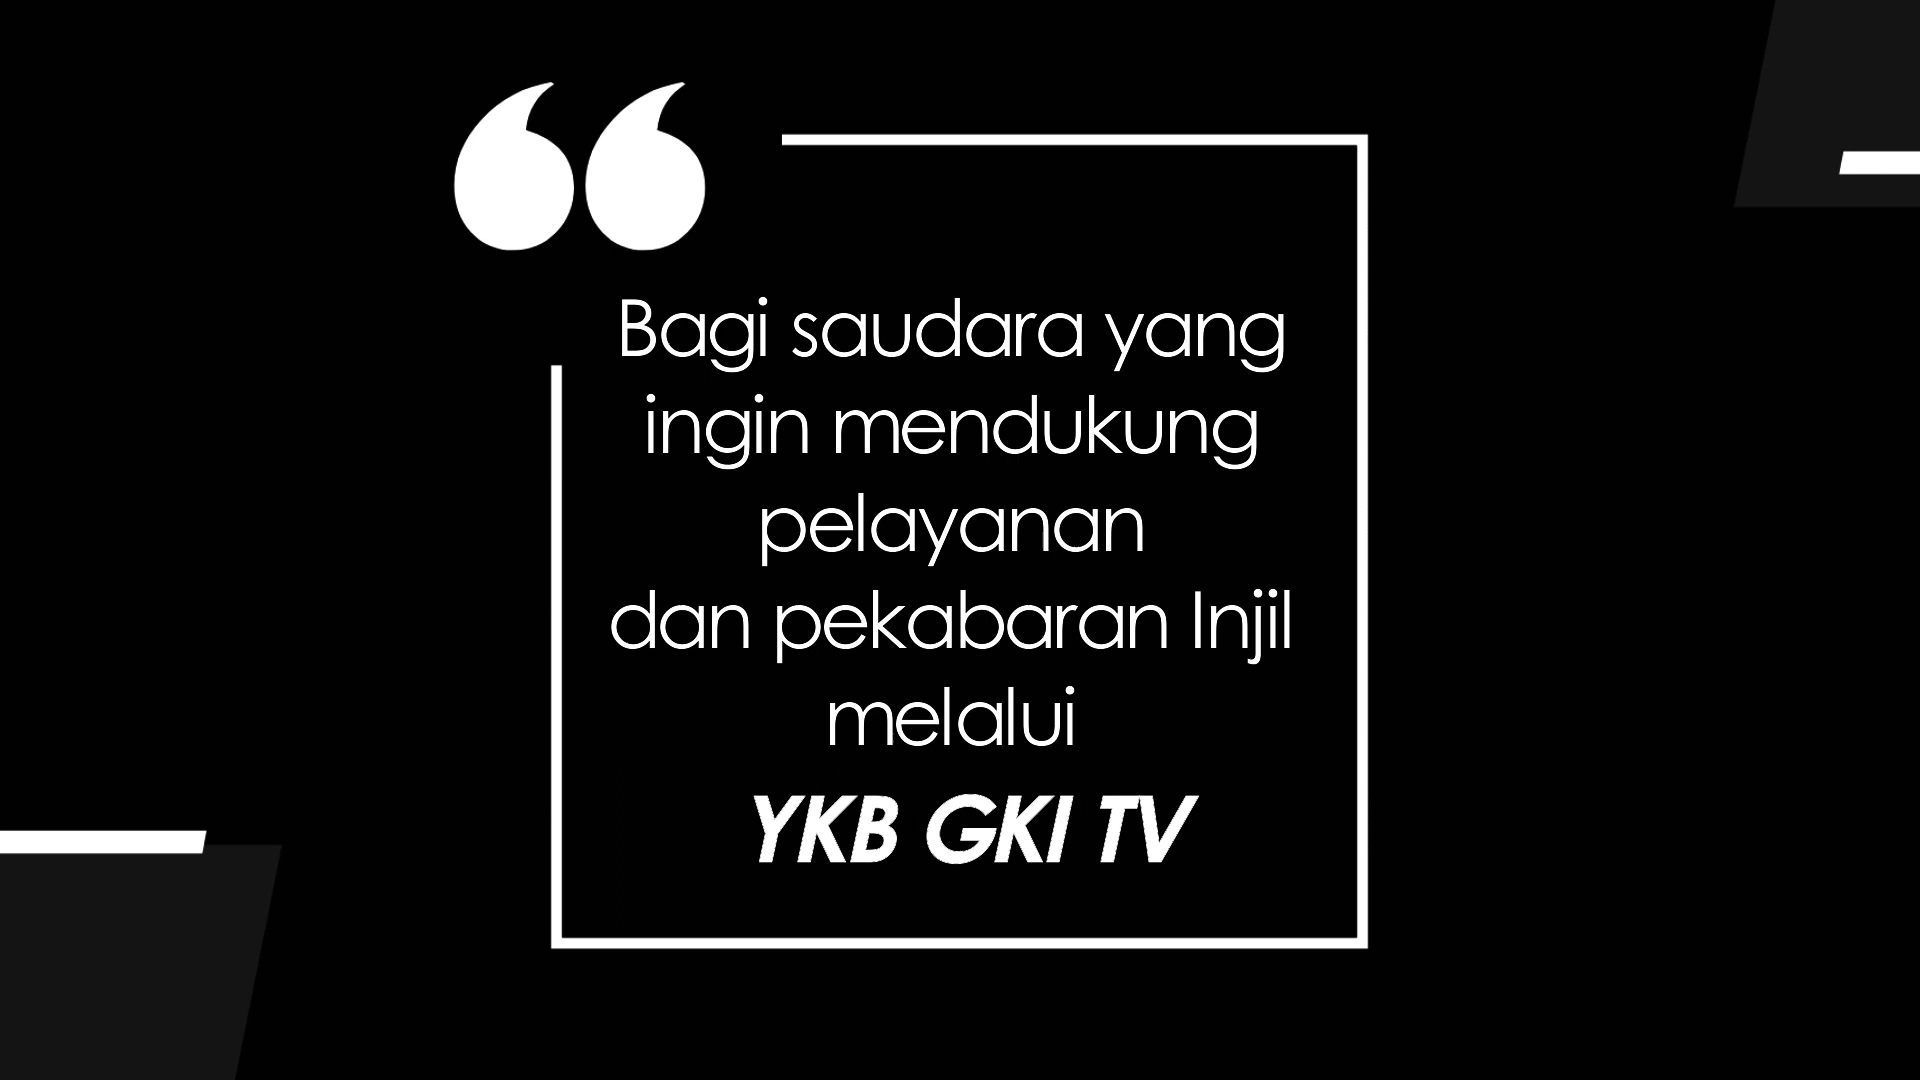 Bagi saudara yang
ingin mendukung
pelayanan
dan pekabaran Injil
melalui
YKB GKI TV